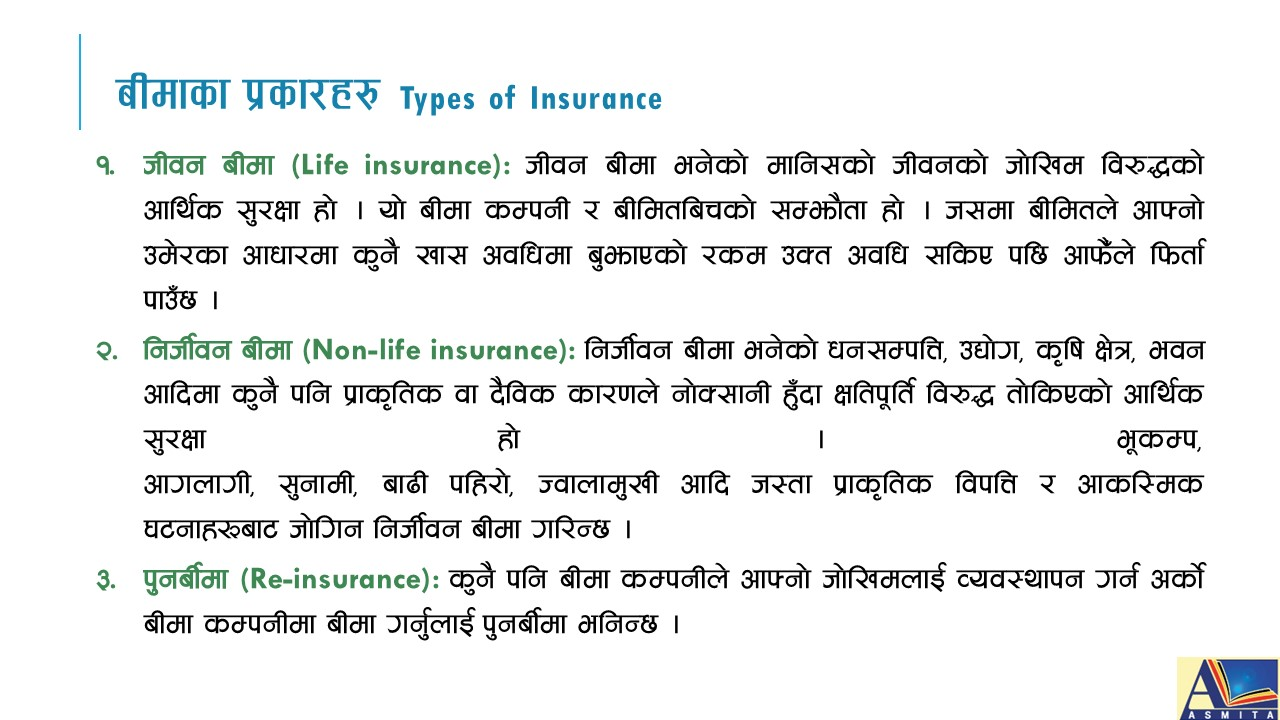 बीमाका प्रकारहरु Types of Insurance
१. जीवन बीमा (Life insurance): जीवन बीमा भनेको मानिसको जीवनको जोखिम विरुद्धको
आर्थिक सुरक्षा हो । यो बीमा कम्पनी र बीमितबिचको सम्झौता हो । जसमा बीमितले आफ्नो
उमेरका आधारमा कुनै खास अवधिमा बुझाएको रकम उक्त अवधि सकिए पछि आफैँले फिर्ता
पाउँछ ।
२. निर्जीवन बीमा (Non-life insurance): निर्जीवन बीमा भनेको धनसम्पत्ति, उद्योग, कृषि क्षेत्र, भवन
आदिमा कुनै पनि प्राकृतिक वा दैविक कारणले नोक्सानी हुँदा क्षतिपूर्ति विरुद्ध तोकिएको आर्थिक
सुरक्षा हो । भूकम्प,
आगलागी, सुनामी, बाढी पहिरो, ज्वालामुखी आदि जस्ता प्राकृतिक विपत्ति र आकस्मिक
घटनाहरुबाट जोगिन निर्जीवन बीमा गरिन्छ ।
३. पुनर्बीमा (Re-insurance): कुनै पनि बीमा कम्पनीले आफ्नो जोखिमलाई व्यवस्थापन गर्न अर्को
बीमा कम्पनीमा बीमा गर्नुलाई पुनर्बीमा भनिन्छ ।
ASMITA